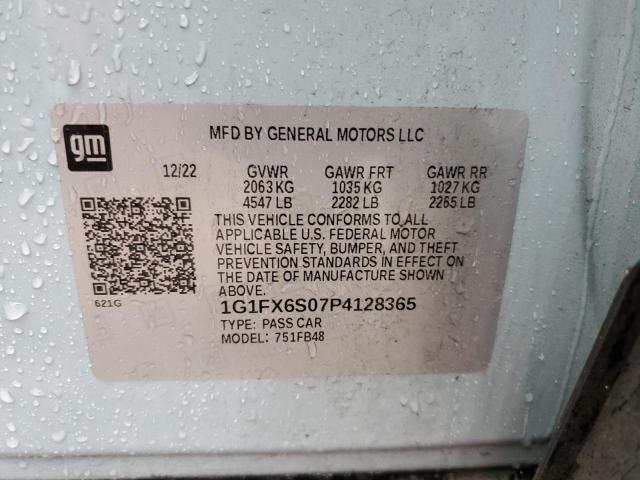 gm
MFD BY GENERAL MOTORS LLC
12/22 GVWR GAWR FRT GAWR RR
2063 KG 1035 KG 1027 KG
4547 LB 2282 LB 2265 LB
THIS VEHICLE CONFORMS TO ALL
APPLICABLE U.S. FEDERAL MOTOR
VEHICLE SAFETY, BUMPER, AND THEFT
PREVENTION STANDARDS IN EFFECT ON
THE DATE OF MANUFACTURE SHOWN
ABOVE.
621G
1G1FX6S07P4128365
TYPE: PASS CAR
MODEL: 751FB48